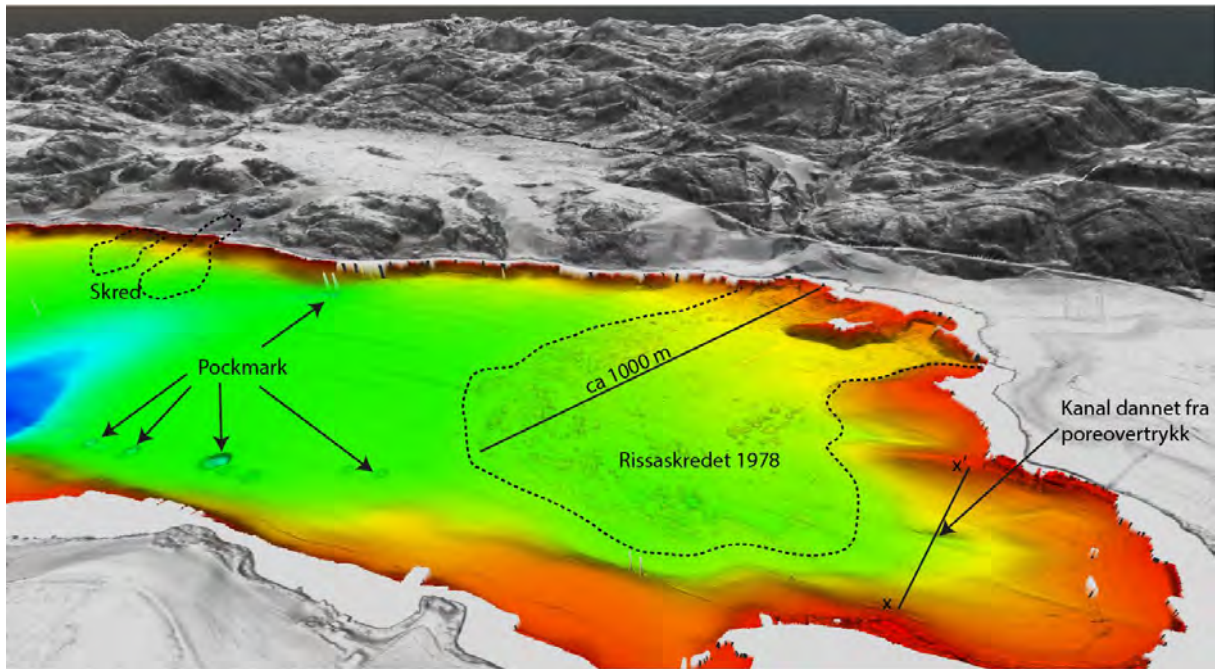 Skred
Pockmark
ca 1000 m
Rissaskredet 1978
Kanal dannet fra
poreovertrykk
x'
x